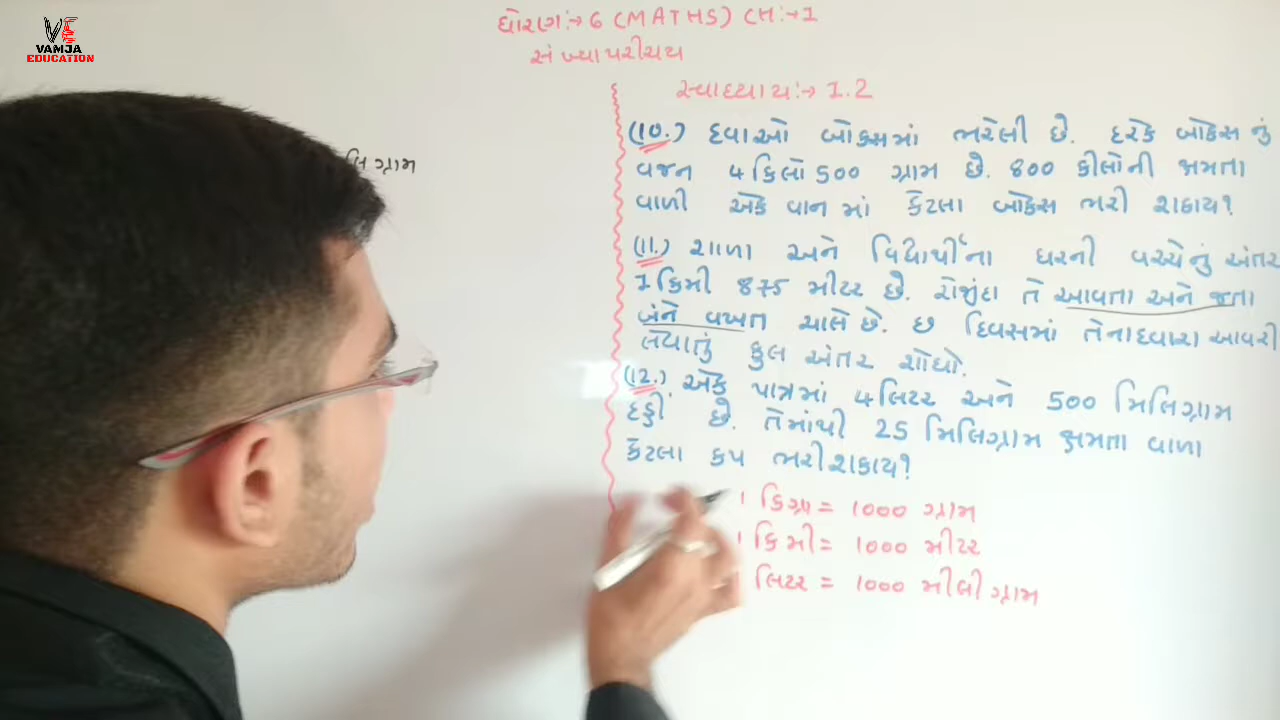 VE
VAMJA
EDUCATION
ધોરણ:→ 6 (MATHS) CH:→1
સંખ્યાપરીચય
સ્વાધ્યાય:→ 1.2
(10.) દવાઓ બોક્સમાં ભરેલી છે. દરેક બોક્સનું
વજન 4 કિલો 500 ગ્રામ છે. 800 કીલોની ક્ષમતા
વાળી એક વાનમાં કેટલા બોક્સ ભરી શકાય?
(11.) શાળા અને વિદ્યાર્થીના ઘરની વચ્ચેનું અંતર
1 કિમી 875 મીટર છે. રોજીંદા તે આવતા અને જતા
બંને વખત ચાલે છે. છ દિવસમાં તેના દ્વારા આવરી
લેવાતું કુલ અંતર શોધો.
(12.) એક પાત્રમાં 4 લિટર અને 500 મિલિગ્રામ
દહીં છે. તેમાંથી 25 મિલિગ્રામ ક્ષમતા વાળા
કેટલા કપ ભરી શકાય?
1 કિગ્રા = 1000 ગ્રામ
1 કિમી = 1000 મીટર
1 લિટર = 1000 મીલીગ્રામ
લિ ગ્રામ